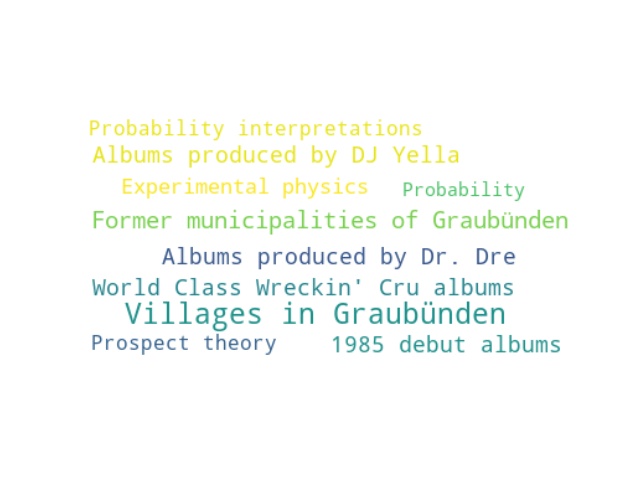 Probability interpretations
Albums produced by DJ Yella
Experimental physics Probability
Former municipalities of Graubünden
Albums produced by Dr. Dre
World Class Wreckin' Cru albums
Villages in Graubünden
Prospect theory 1985 debut albums